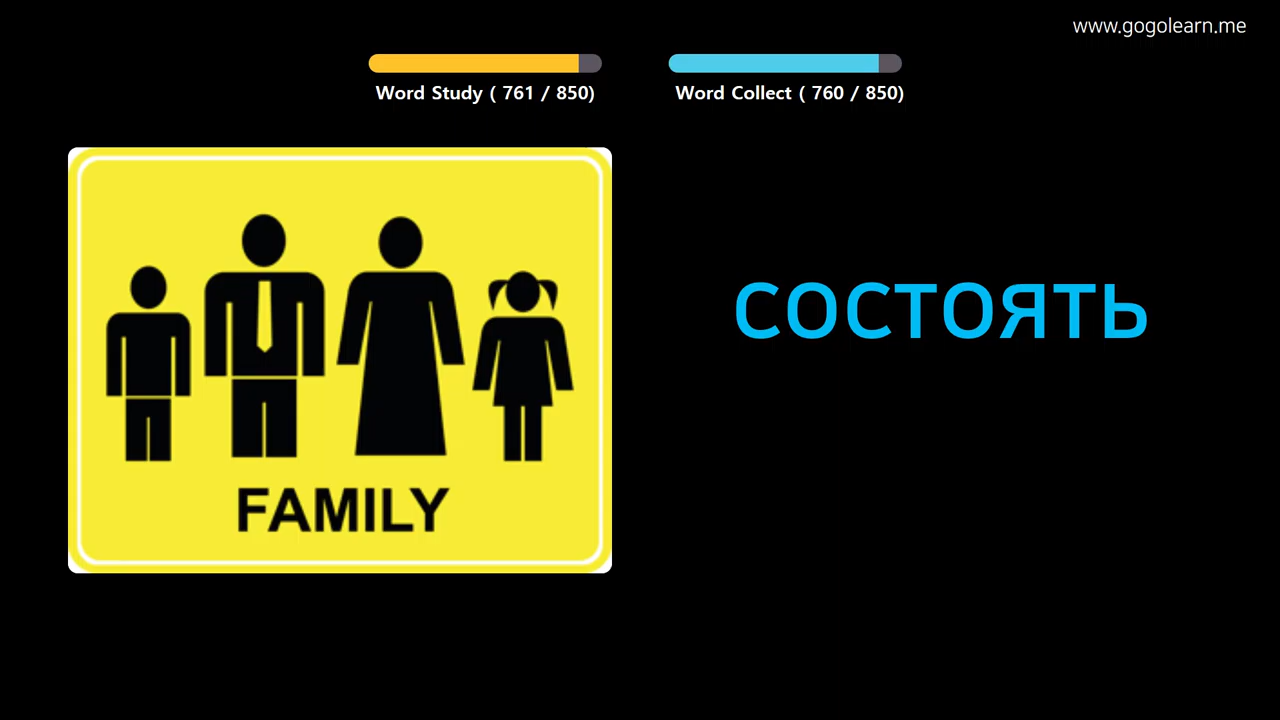 www.gogolearn.me
Word Study ( 761 / 850)
Word Collect ( 760 / 850)
СОСТОЯТЬ
FAMILY